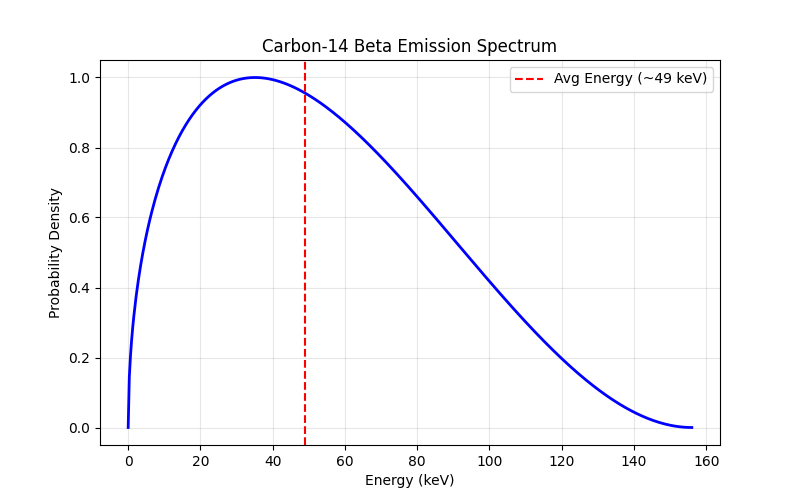 Carbon-14 Beta Emission Spectrum
Avg Energy (~49 keV)
Probability Density
1.0
0.8
0.6
0.4
0.2
0.0
0 20 40 60 80 100 120 140 160
Energy (keV)